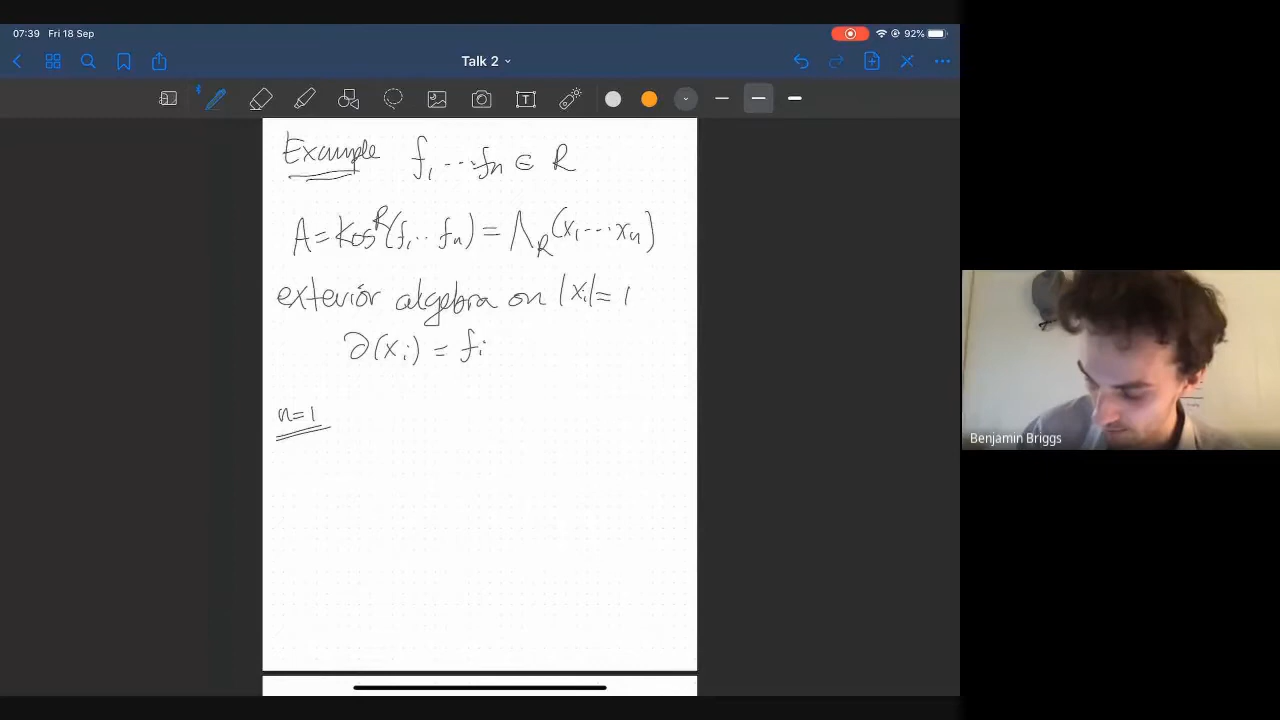 07:39 Fri 18 Sep
92%
Talk 2
T
Example f₁ ... fₙ ∈ R
A = Kosᴿ(f₁ .. fₙ) = Λ_R(x₁ ... xₙ)
exterior algebra on |xᵢ| = 1
∂(xᵢ) = fᵢ
n=1
Benjamin Briggs